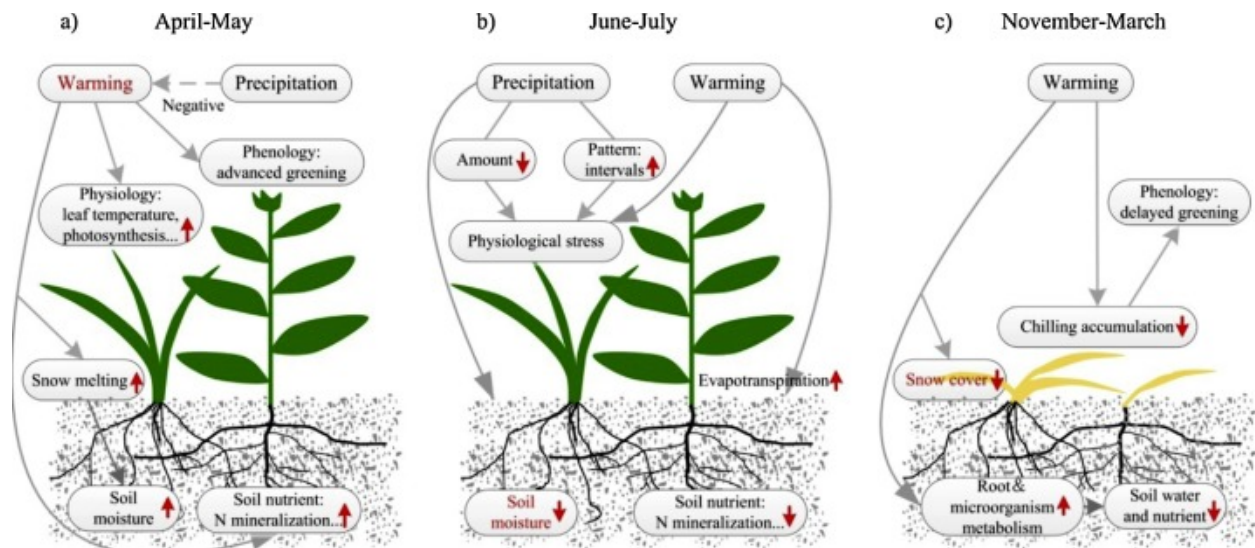 a) April-May
Warming
Precipitation
Negative
Phenology:
advanced greening
Physiology:
leaf temperature,
photosynthesis...
Snow melting
Soil
moisture
Soil nutrient:
N mineralization...
b) June-July
Precipitation
Warming
Amount
Pattern:
intervals
Physiological stress
Evapotranspiration
Soil
moisture
Soil nutrient:
N mineralization...
c) November-March
Warming
Phenology:
delayed greening
Chilling accumulation
Snow cover
Root&
microorganism
metabolism
Soil water
and nutrient